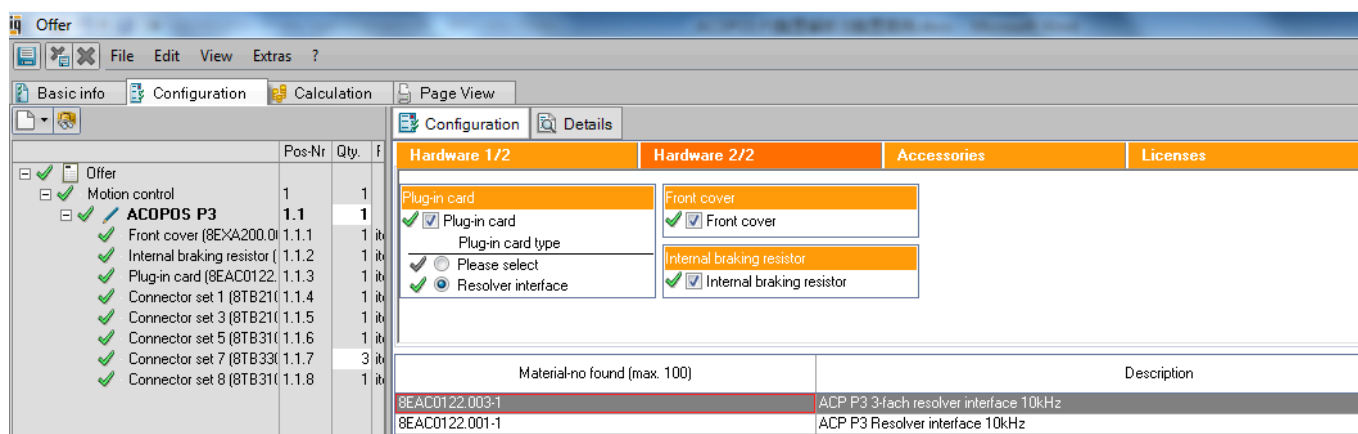 Offer
File Edit View Extras ?
Basic info Configuration Calculation Page View
Configuration Details
Pos-Nr Qty.
Hardware 1/2 Hardware 2/2 Accessories Licenses
Offer
Motion control 1 1
ACOPOS P3 1.1 1
Front cover (8EXA200.0 1.1.1 1
Internal braking resistor ( 1.1.2 1
Plug-in card (8EAC0122. 1.1.3 1
Connector set 1 (8TB21 1.1.4 1
Connector set 3 (8TB21 1.1.5 1
Connector set 5 (8TB31 1.1.6 1
Connector set 7 (8TB33 1.1.7 3
Connector set 8 (8TB31 1.1.8 1
Plug-in card
Plug-in card
Plug-in card type
Please select
Resolver interface
Front cover
Front cover
Internal braking resistor
Internal braking resistor
Material-no found (max. 100) Description
8EAC0122.003-1 ACP P3 3-fach resolver interface 10kHz
8EAC0122.001-1 ACP P3 Resolver interface 10kHz